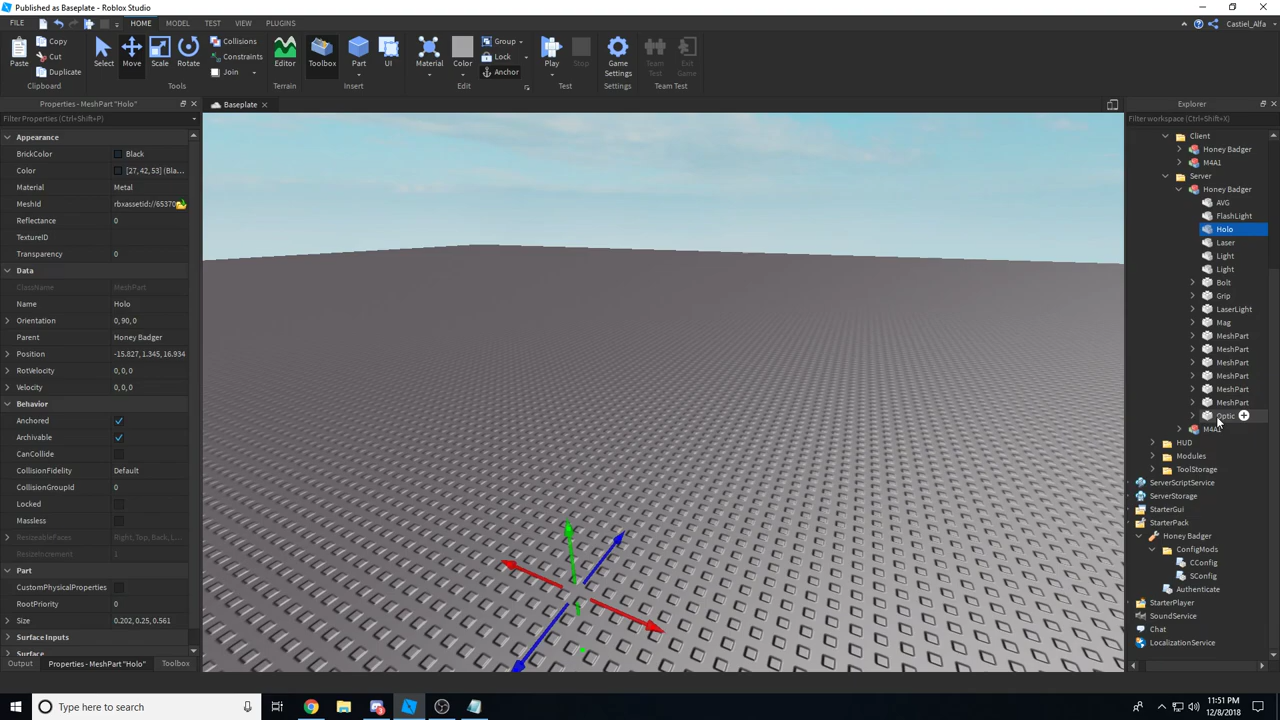 Published as Baseplate - Roblox Studio
FILE HOME MODEL TEST VIEW PLUGINS
Castiel_Alfa
Paste
Copy
Cut
Duplicate
Clipboard
Select
Move
Scale
Rotate
Collisions
Constraints
Join
Tools
Editor
Terrain
Toolbox
Part
UI
Insert
Material
Color
Group
Lock
Anchor
Edit
Play
Stop
Test
Game Settings
Settings
Team Test
Exit Game
Team Test
Properties - MeshPart "Holo"
Filter Properties (Ctrl+Shift+P)
Appearance
BrickColor Black
Color [27, 42, 53] (Bla...
Material Metal
MeshId rbxassetid://65370
Reflectance 0
TextureID
Transparency 0
Data
ClassName MeshPart
Name Holo
Orientation 0, 90, 0
Parent Honey Badger
Position -15.827, 1.345, 16.934
RotVelocity 0, 0, 0
Velocity 0, 0, 0
Behavior
Anchored
Archivable
CanCollide
CollisionFidelity Default
CollisionGroupId 0
Locked
Massless
ResizeableFaces Right, Top, Back, L...
ResizeIncrement 1
Part
CustomPhysicalProperties
RootPriority 0
Size 0.202, 0.25, 0.561
Surface Inputs
Surface
Output Properties - MeshPart "Holo" Toolbox
Baseplate
Explorer
Filter workspace (Ctrl+Shift+X)
Client
Honey Badger
M4A1
Server
Honey Badger
AVG
FlashLight
Holo
Laser
Light
Light
Bolt
Grip
LaserLight
Mag
MeshPart
MeshPart
MeshPart
MeshPart
MeshPart
MeshPart
Optic
M4A1
HUD
Modules
ToolStorage
ServerScriptService
ServerStorage
StarterGui
StarterPack
Honey Badger
ConfigMods
CConfig
SConfig
Authenticate
StarterPlayer
SoundService
Chat
LocalizationService
Type here to search
11:51 PM
12/8/2018